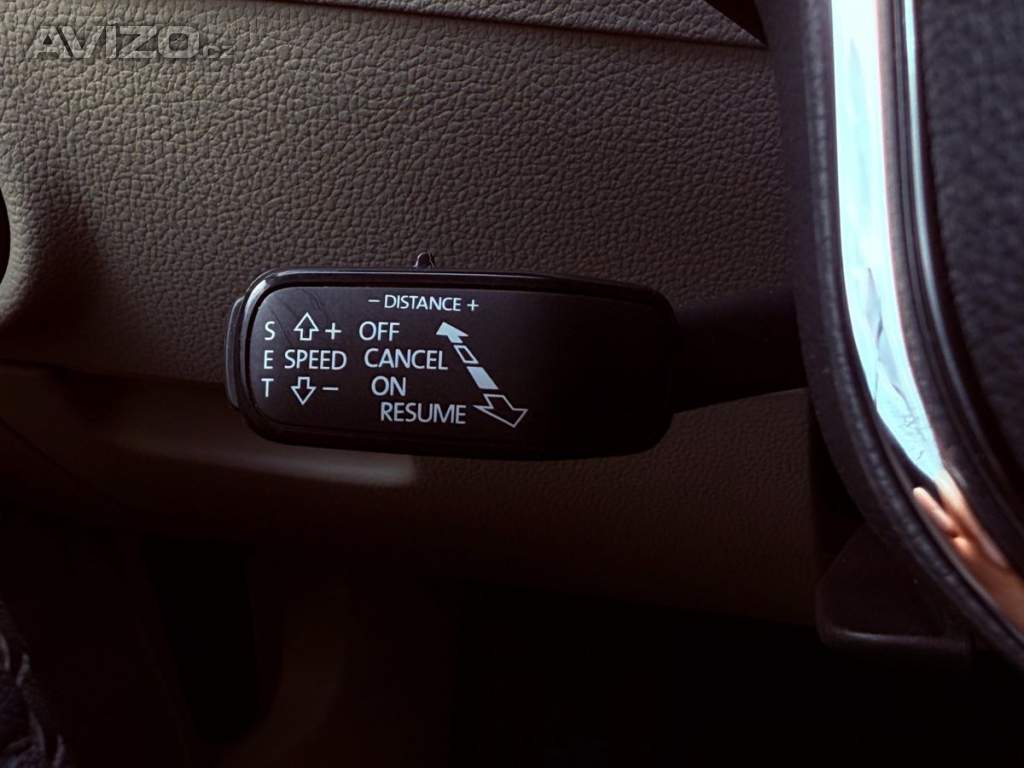 AVIZO.cz
– DISTANCE +
S + OFF
E SPEED CANCEL
T – ON
RESUME